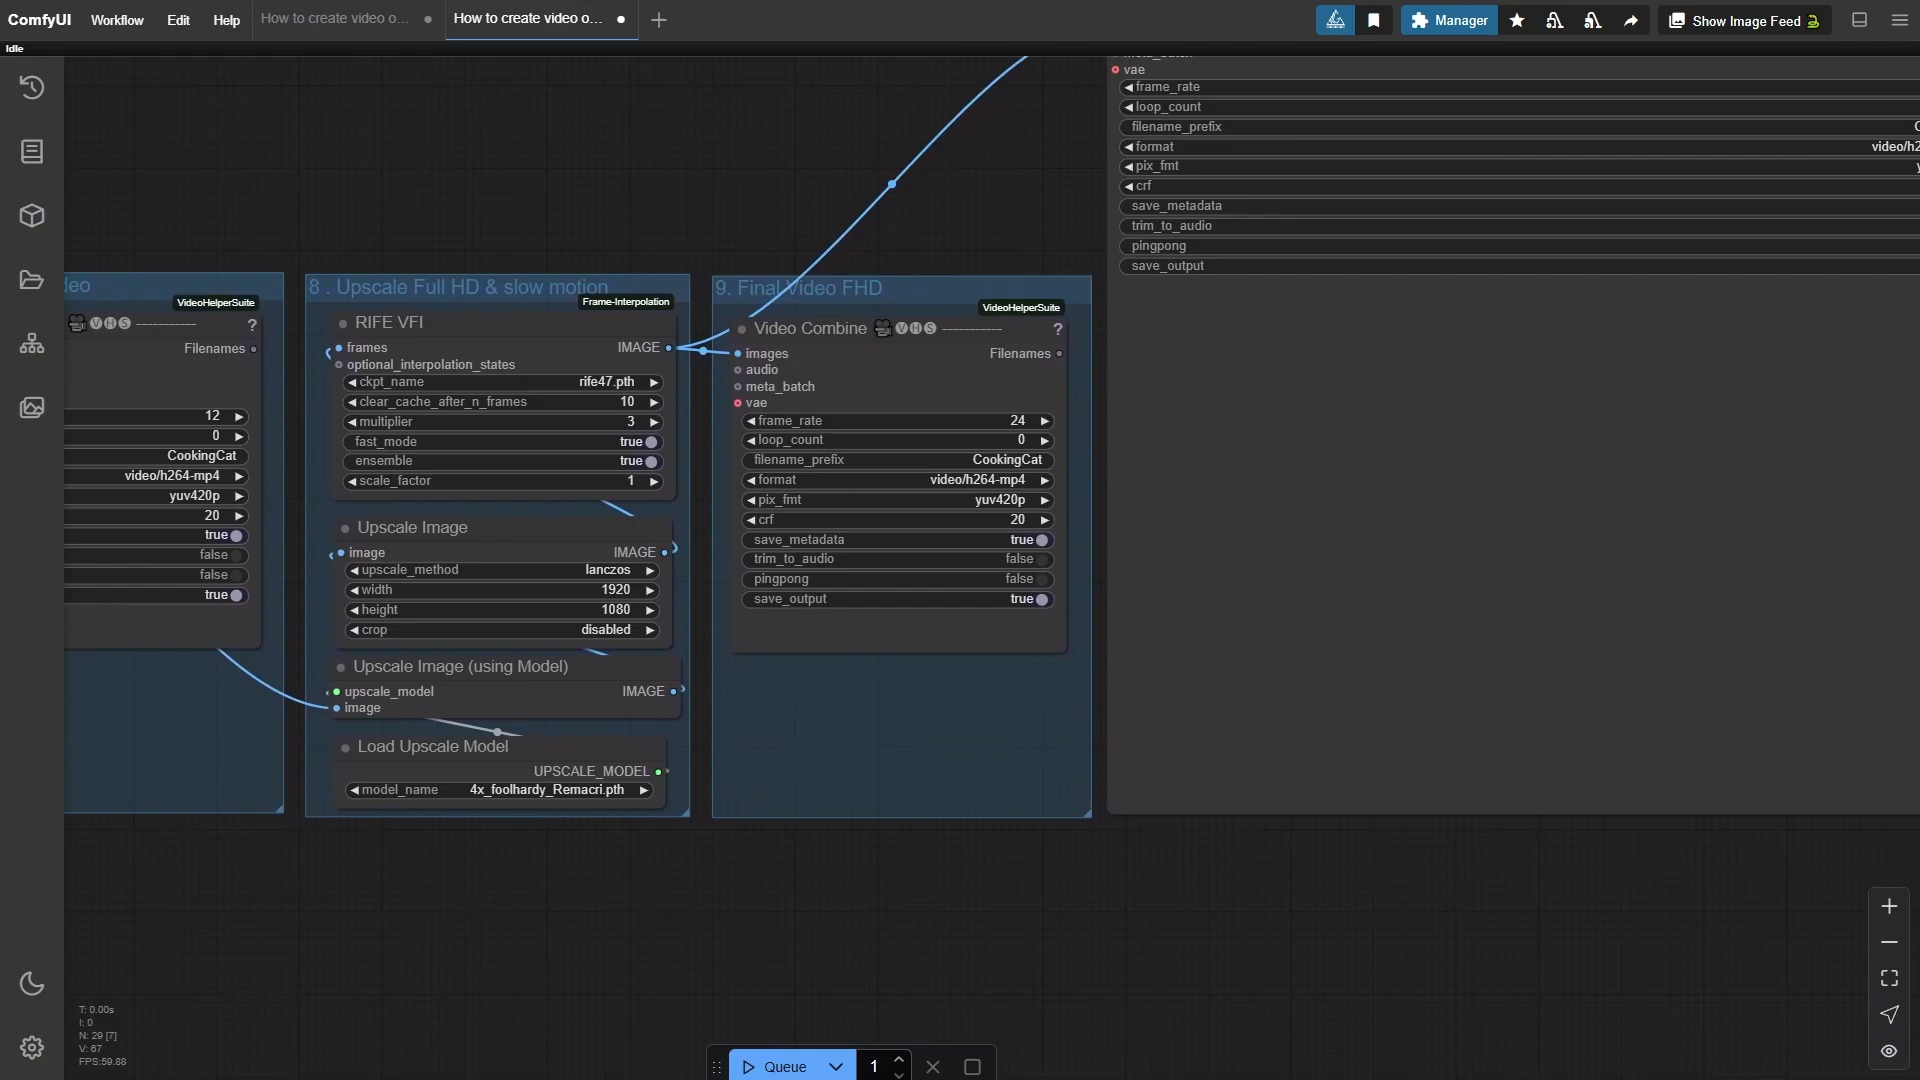 ComfyUI
Workflow
Edit
Help
How to create video o...
How to create video o...
Manager
Show Image Feed
Idle
vae
frame_rate
loop_count
filename_prefix
format
video/h2
pix_fmt
crf
save_metadata
trim_to_audio
pingpong
save_output
deo
VideoHelperSuite
VHS -----------
?
Filenames
12
0
CookingCat
video/h264-mp4
yuv420p
20
true
false
false
true
8 . Upscale Full HD & slow motion
Frame-Interpolation
RIFE VFI
frames
IMAGE
optional_interpolation_states
ckpt_name rife47.pth
clear_cache_after_n_frames 10
multiplier 3
fast_mode true
ensemble true
scale_factor 1
Upscale Image
image IMAGE
upscale_method lanczos
width 1920
height 1080
crop disabled
Upscale Image (using Model)
upscale_model IMAGE
image
Load Upscale Model
UPSCALE_MODEL
model_name 4x_foolhardy_Remacri.pth
9. Final Video FHD
VideoHelperSuite
Video Combine VHS -----------
?
images Filenames
audio
meta_batch
vae
frame_rate 24
loop_count 0
filename_prefix CookingCat
format video/h264-mp4
pix_fmt yuv420p
crf 20
save_metadata true
trim_to_audio false
pingpong false
save_output true
T: 0.00s
I: 0
N: 29 [7]
V: 67
FPS:59.88
Queue
1